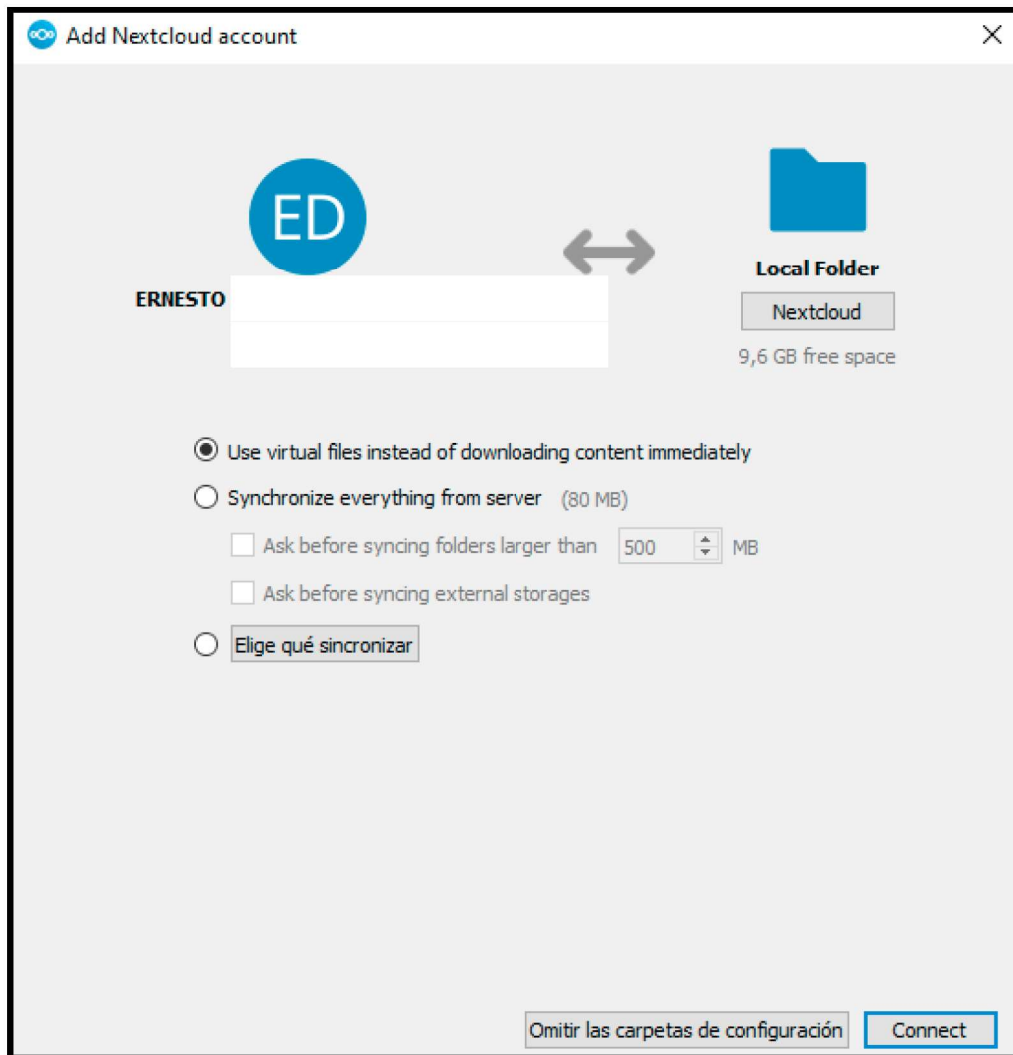 Add Nextcloud account
ED
ERNESTO
Local Folder
Nextcloud
9,6 GB free space
Use virtual files instead of downloading content immediately
Synchronize everything from server (80 MB)
Ask before syncing folders larger than 500 MB
Ask before syncing external storages
Elige qué sincronizar
Omitir las carpetas de configuración Connect